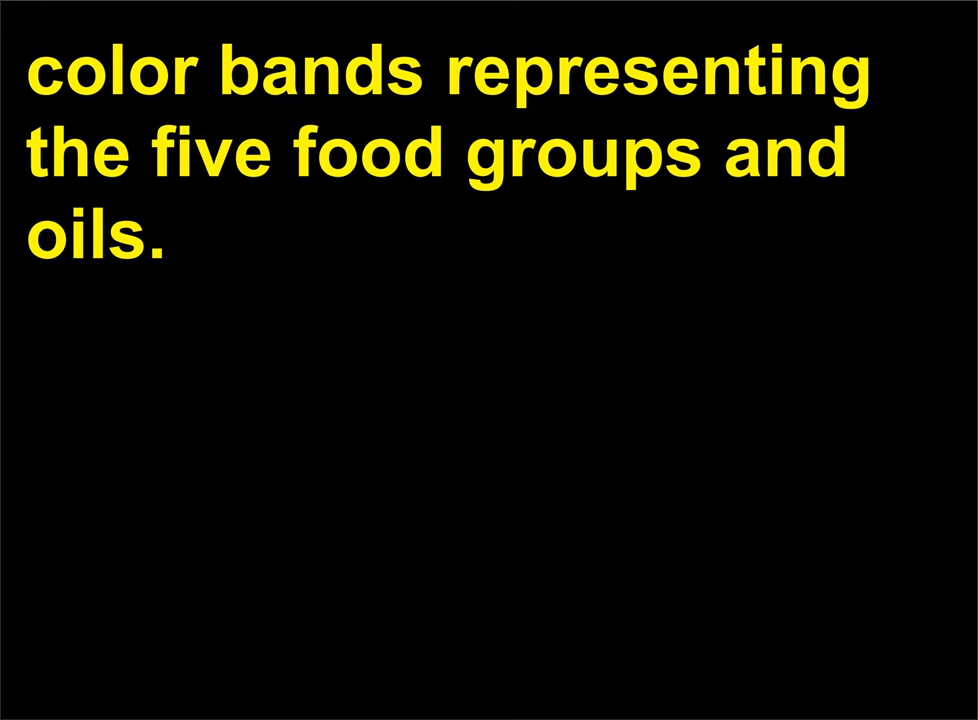 color bands representing
the five food groups and
oils.